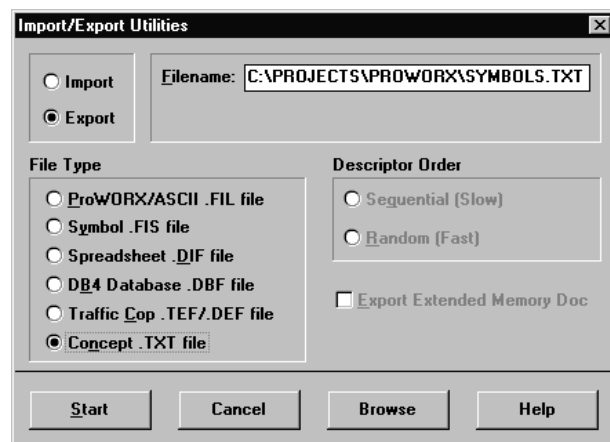 Import/Export Utilities
Import
Export
Filename: C:\PROJECTS\PROWORX\SYMBOLS.TXT
File Type
ProWORX/ASCII .FIL file
Symbol .FIS file
Spreadsheet .DIF file
DB4 Database .DBF file
Traffic Cop .TEF/.DEF file
Concept .TXT file
Descriptor Order
Sequential (Slow)
Random (Fast)
Export Extended Memory Doc
Start
Cancel
Browse
Help